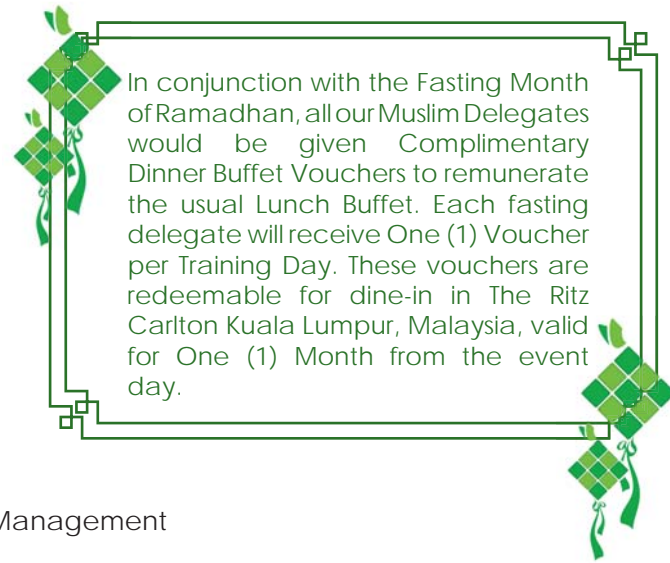 In conjunction with the Fasting Month
of Ramadhan, all our Muslim Delegates
would be given Complimentary
Dinner Buffet Vouchers to remunerate
the usual Lunch Buffet. Each fasting
delegate will receive One (1) Voucher
per Training Day. These vouchers are
redeemable for dine-in in The Ritz
Carlton Kuala Lumpur, Malaysia, valid
for One (1) Month from the event
day.
Management